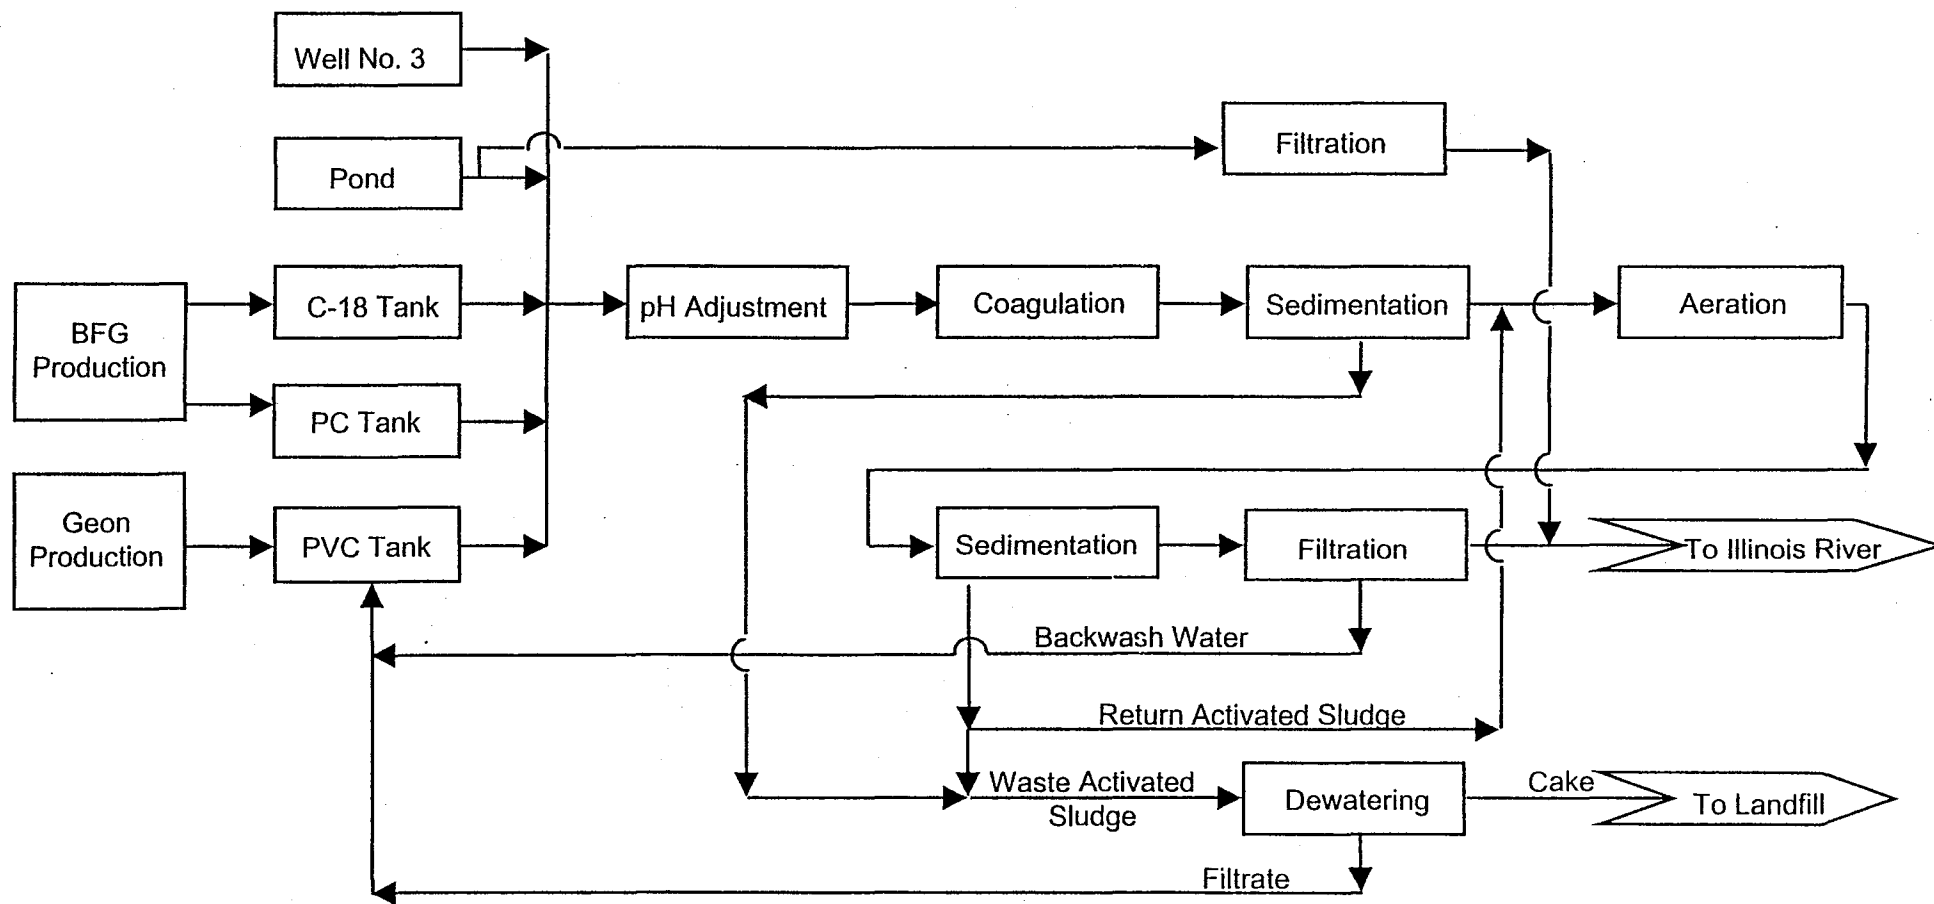 Well No. 3
Filtration
Pond
C-18 Tank
pH Adjustment
Coagulation
Sedimentation
Aeration
BFG
Production
PC Tank
Geon
Production
PVC Tank
Sedimentation
Filtration
To Illinois River
Backwash Water
Return Activated Sludge
Waste Activated
Sludge
Dewatering
Cake
To Landfill
Filtrate